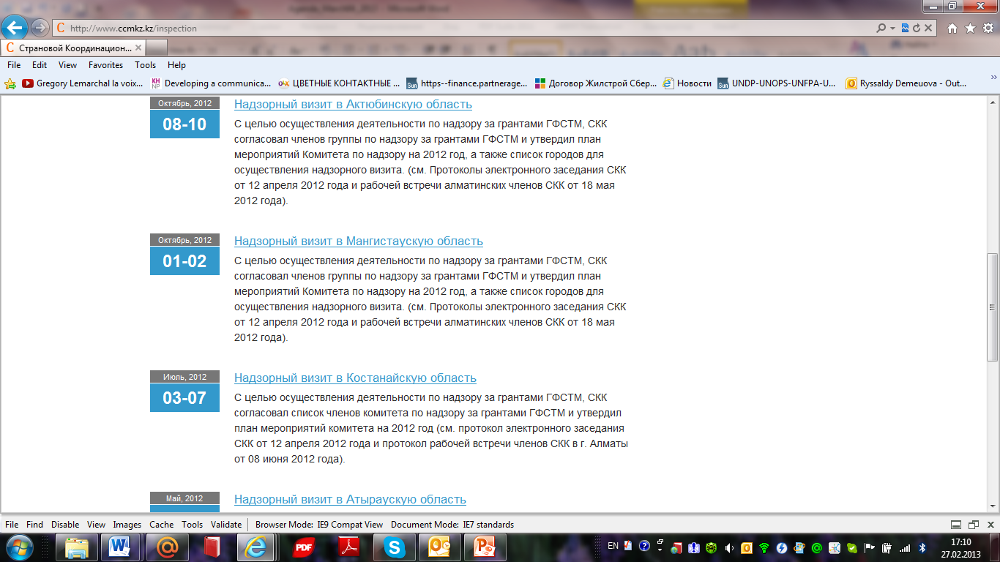 Agenda_MeetMA_2013 - Microsoft Word
http://www.ccmkz.kz/inspection
Страновой Координацион...
File Edit View Favorites Tools Help
Gregory Lemarchal la voix... Developing a communica... ЦВЕТНЫЕ КОНТАКТНЫЕ ... https--finance.partnerage... Договор Жилстрой Сбер... Новости UNDP-UNOPS-UNFPA-U... Ryssaldy Demeuova - Out...
Октябрь, 2012
08-10
Надзорный визит в Актюбинскую область
С целью осуществления деятельности по надзору за грантами ГФСТМ, СКК
согласовал членов группы по надзору за грантами ГФСТМ и утвердил план
мероприятий Комитета по надзору на 2012 год, а также список городов для
осуществления надзорного визита. (см. Протоколы электронного заседания СКК
от 12 апреля 2012 года и рабочей встречи алматинских членов СКК от 18 мая
2012 года).
Октябрь, 2012
01-02
Надзорный визит в Мангистаускую область
С целью осуществления деятельности по надзору за грантами ГФСТМ, СКК
согласовал членов группы по надзору за грантами ГФСТМ и утвердил план
мероприятий Комитета по надзору на 2012 год, а также список городов для
осуществления надзорного визита. (см. Протоколы электронного заседания СКК
от 12 апреля 2012 года и рабочей встречи алматинских членов СКК от 18 мая
2012 года).
Июль, 2012
03-07
Надзорный визит в Костанайскую область
С целью осуществления деятельности по надзору за грантами ГФСТМ, СКК
согласовал список членов комитета по надзору за грантами ГФСТМ и утвердил
план мероприятий комитета на 2012 год (см. протокол электронного заседания
СКК от 12 апреля 2012 года и протокол рабочей встречи членов СКК в г. Алматы
от 08 июня 2012 года).
Май, 2012
Надзорный визит в Атыраускую область
File Find Disable View Images Cache Tools Validate Browser Mode: IE9 Compat View Document Mode: IE7 standards
PDF
EN
17:10
27.02.2013